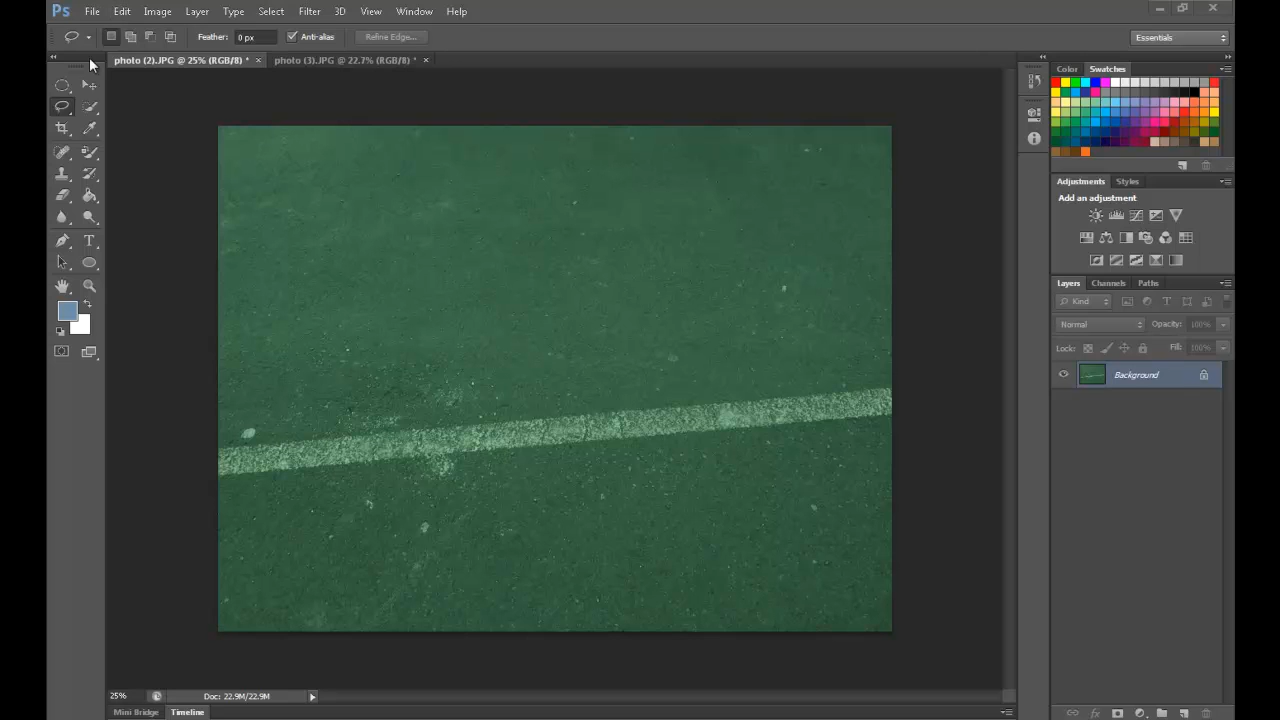 Ps File Edit Image Layer Type Select Filter 3D View Window Help
Feather: 0 px Anti-alias Refine Edge... Essentials
photo (2).JPG @ 25% (RGB/8) * × photo (3).JPG @ 22.7% (RGB/8) * ×
Color Swatches
Adjustments Styles
Add an adjustment
Layers Channels Paths
Kind
Normal Opacity: 100%
Lock: Fill: 100%
Background
T
25% Doc: 22.9M/22.9M
fx
Mini Bridge Timeline